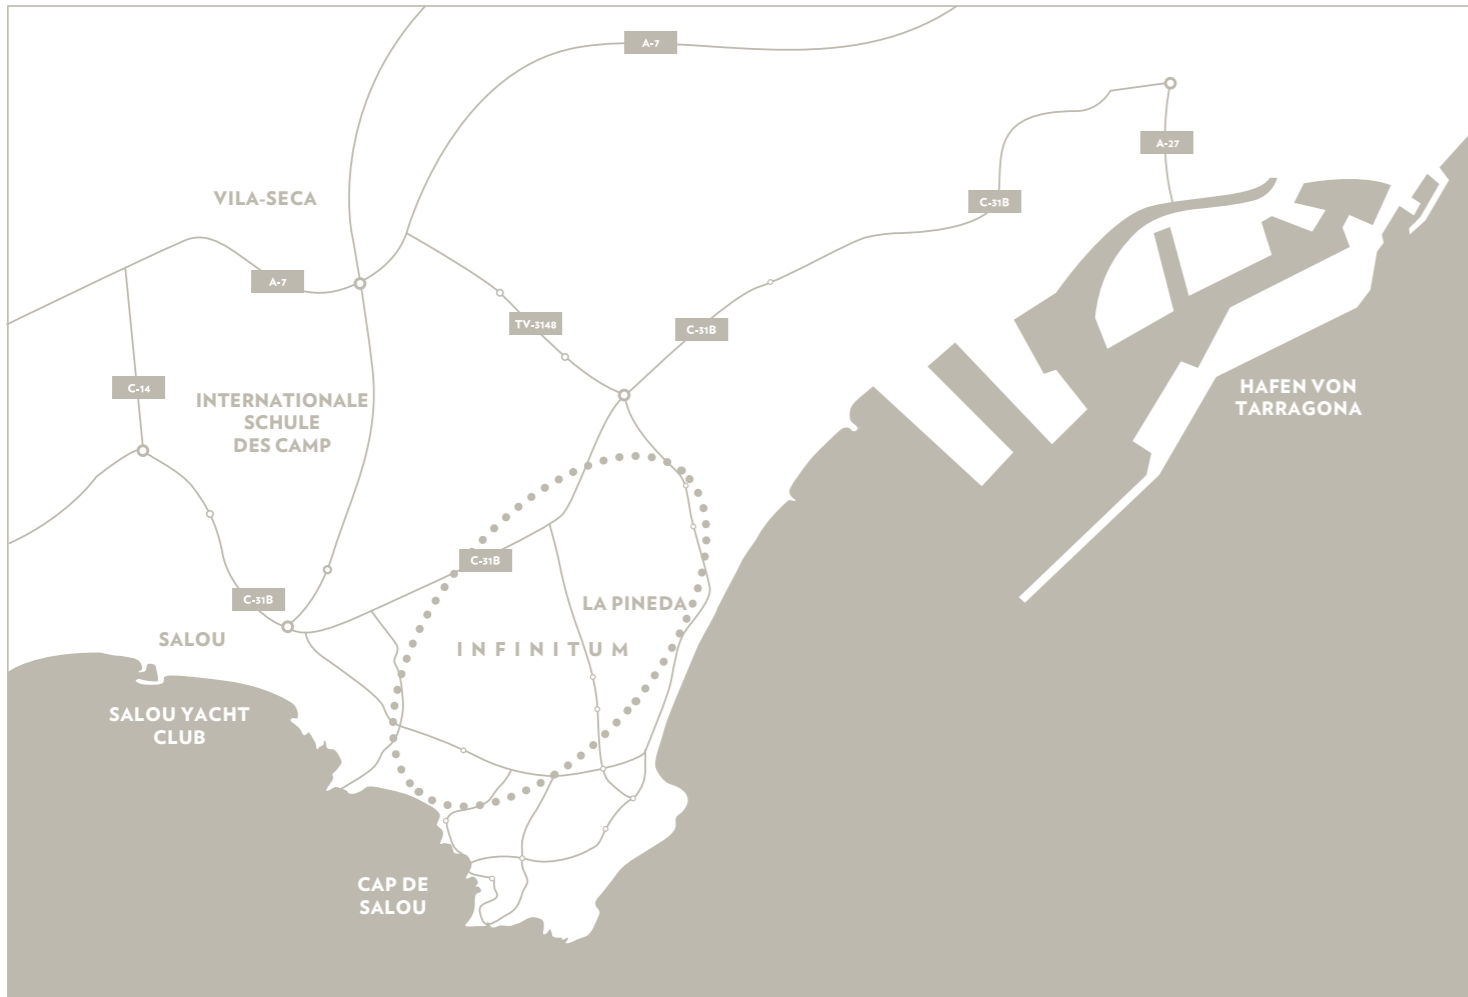 A-7
A-27
VILA-SECA
C-31B
A-7
TV-3148
C-31B
C-14
INTERNATIONALE
SCHULE
DES CAMP
HAFEN VON
TARRAGONA
C-31B
C-31B
LA PINEDA
SALOU
INFINITUM
SALOU YACHT
CLUB
CAP DE
SALOU